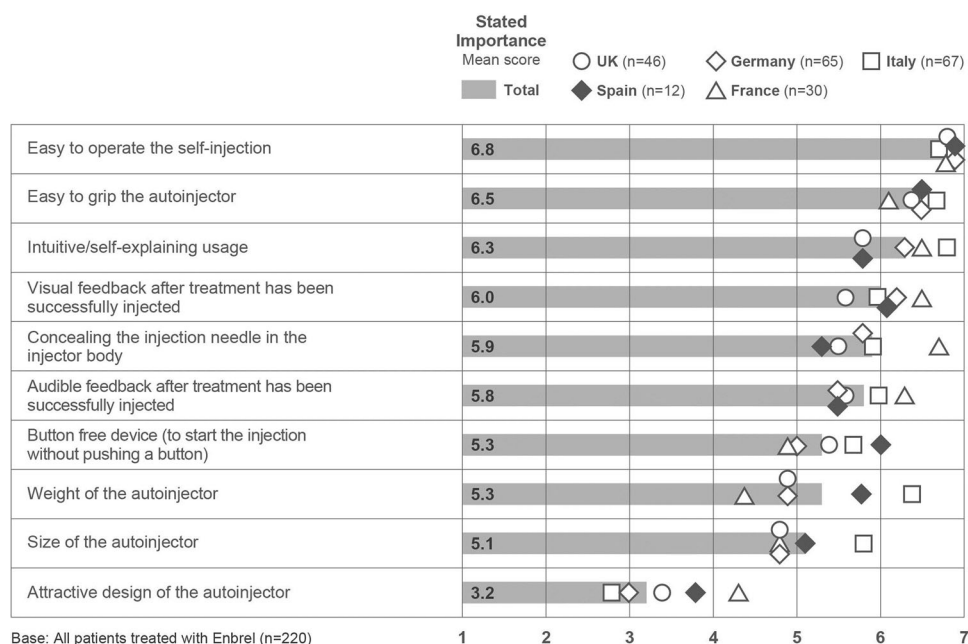 Stated
Importance
Mean score
UK (n=46)
Germany (n=65)
Italy (n=67)
Total
Spain (n=12)
France (n=30)
Easy to operate the self-injection
6.8
Easy to grip the autoinjector
6.5
Intuitive/self-explaining usage
6.3
Visual feedback after treatment has been
successfully injected
6.0
Concealing the injection needle in the
injector body
5.9
Audible feedback after treatment has been
successfully injected
5.8
Button free device (to start the injection
without pushing a button)
5.3
Weight of the autoinjector
5.3
Size of the autoinjector
5.1
Attractive design of the autoinjector
3.2
Base: All patients treated with Enbrel (n=220)
1 2 3 4 5 6 7